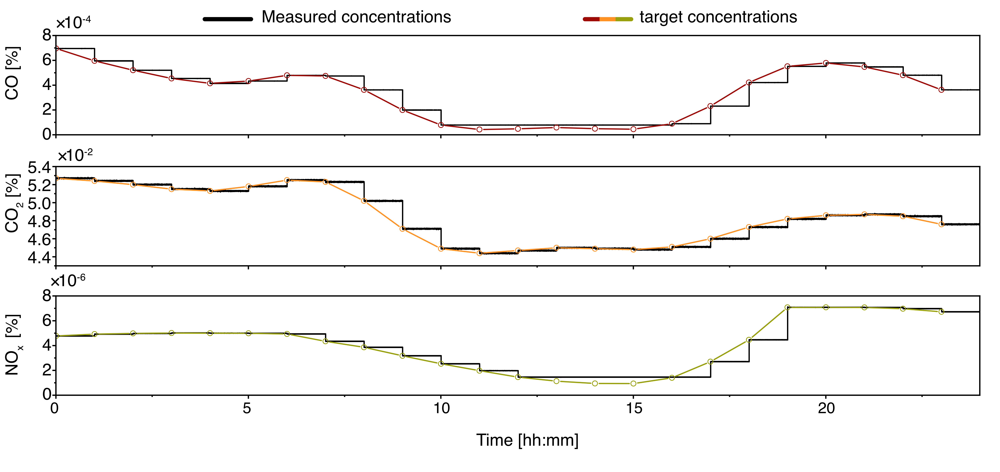 Measured concentrations
target concentrations
×10-4
8
6
4
2
0
CO [%]
×10-2
5.4
5.2
5.0
4.8
4.6
4.4
CO2 [%]
×10-6
8
6
4
2
0
NOx [%]
0 5 10 15 20
Time [hh:mm]